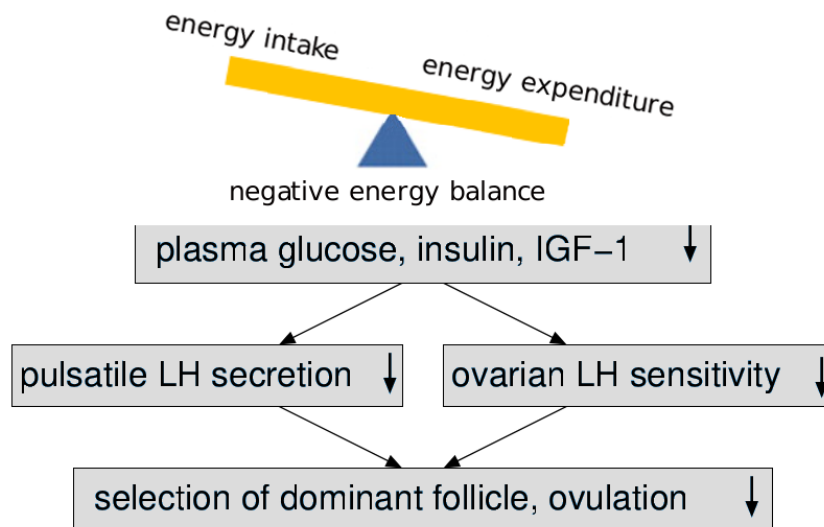 energy intake
energy expenditure
negative energy balance
plasma glucose, insulin, IGF−1 ↓
pulsatile LH secretion ↓
ovarian LH sensitivity ↓
selection of dominant follicle, ovulation ↓